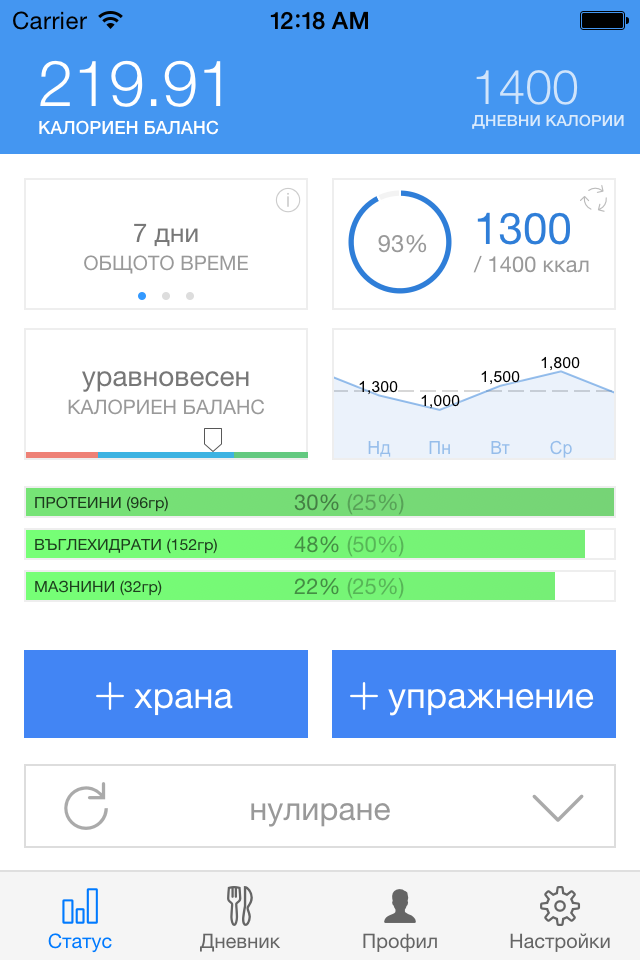 Carrier 12:18 AM
219.91
КАЛОРИЕН БАЛАНС
1400
ДНЕВНИ КАЛОРИИ
7 дни
ОБЩОТО ВРЕМЕ
93%
1300
/ 1400 ккал
уравновесен
КАЛОРИЕН БАЛАНС
1,300 1,000 1,500 1,800
Нд Пн Вт Ср
ПРОТЕИНИ (96гр) 30% (25%)
ВЪГЛЕХИДРАТИ (152гр) 48% (50%)
МАЗНИНИ (32гр) 22% (25%)
+ храна
+ упражнение
нулиране
Статус Дневник Профил Настройки